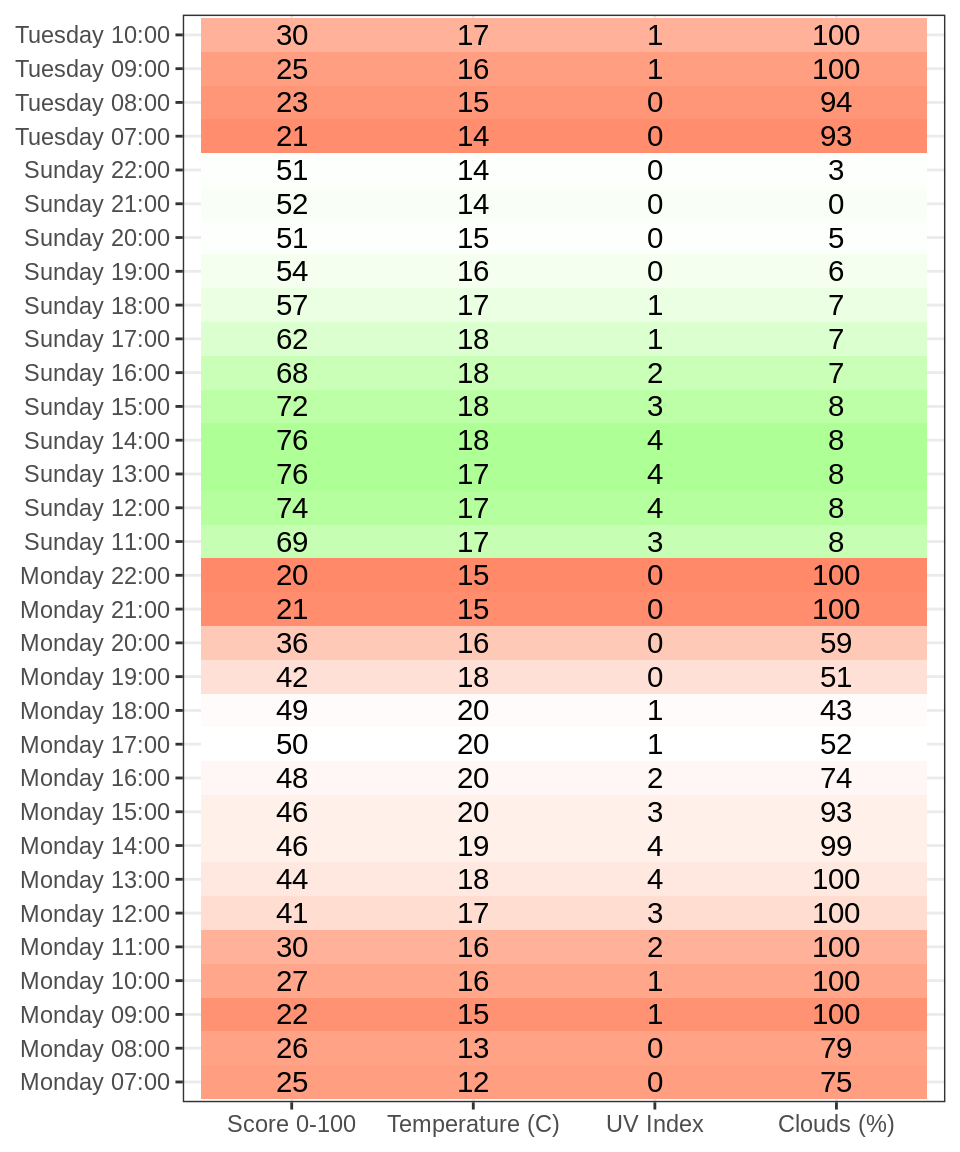 Tuesday 10:00 30 17 1 100
Tuesday 09:00 25 16 1 100
Tuesday 08:00 23 15 0 94
Tuesday 07:00 21 14 0 93
Sunday 22:00 51 14 0 3
Sunday 21:00 52 14 0 0
Sunday 20:00 51 15 0 5
Sunday 19:00 54 16 0 6
Sunday 18:00 57 17 1 7
Sunday 17:00 62 18 1 7
Sunday 16:00 68 18 2 7
Sunday 15:00 72 18 3 8
Sunday 14:00 76 18 4 8
Sunday 13:00 76 17 4 8
Sunday 12:00 74 17 4 8
Sunday 11:00 69 17 3 8
Monday 22:00 20 15 0 100
Monday 21:00 21 15 0 100
Monday 20:00 36 16 0 59
Monday 19:00 42 18 0 51
Monday 18:00 49 20 1 43
Monday 17:00 50 20 1 52
Monday 16:00 48 20 2 74
Monday 15:00 46 20 3 93
Monday 14:00 46 19 4 99
Monday 13:00 44 18 4 100
Monday 12:00 41 17 3 100
Monday 11:00 30 16 2 100
Monday 10:00 27 16 1 100
Monday 09:00 22 15 1 100
Monday 08:00 26 13 0 79
Monday 07:00 25 12 0 75
Score 0-100 Temperature (C) UV Index Clouds (%)